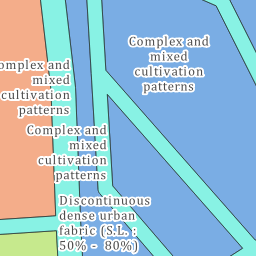 Complex and
mixed
cultivation
patterns
omplex and
mixed
cultivation
patterns
Complex and
mixed
cultivation
patterns
Discontinuous
dense urban
fabric (S.L. :
50% - 80%)